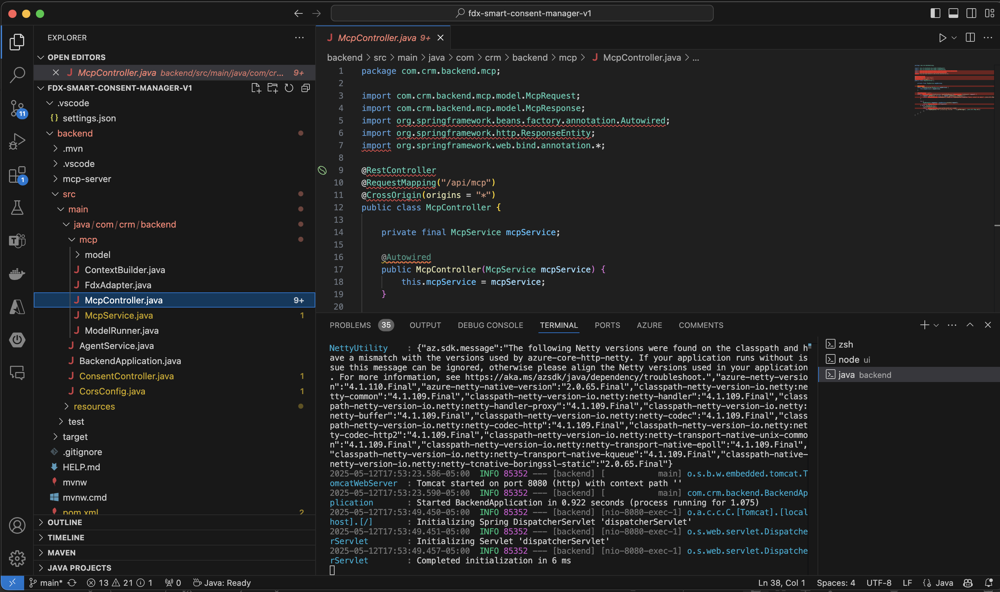 fdx-smart-consent-manager-v1
EXPLORER
OPEN EDITORS
McpController.java backend/src/main/java/com/cr... 9+
FDX-SMART-CONSENT-MANAGER-V1
.vscode
{} settings.json
backend
.mvn
.vscode
mcp-server
src
main
java/com/crm/backend
mcp
model
J ContextBuilder.java
J FdxAdapter.java
J McpController.java 9+
J McpService.java 1
J ModelRunner.java
J AgentService.java
J BackendApplication.java
J ConsentController.java 1
J CorsConfig.java 1
resources
test
target
.gitignore
HELP.md
mvnw
mvnw.cmd
pom.xml 2
OUTLINE
TIMELINE
MAVEN
JAVA PROJECTS
11
1
J McpController.java 9+
backend > src > main > java > com > crm > backend > mcp > J McpController.java > ...
1 package com.crm.backend.mcp;
2
3 import com.crm.backend.mcp.model.McpRequest;
4 import com.crm.backend.mcp.model.McpResponse;
5 import org.springframework.beans.factory.annotation.Autowired;
6 import org.springframework.http.ResponseEntity;
7 import org.springframework.web.bind.annotation.*;
8
9 @RestController
10 @RequestMapping("/api/mcp")
11 @CrossOrigin(origins = "*")
12 public class McpController {
13
14 private final McpService mcpService;
15
16 @Autowired
17 public McpController(McpService mcpService) {
18 this.mcpService = mcpService;
19 }
20
PROBLEMS 35 OUTPUT DEBUG CONSOLE TERMINAL PORTS AZURE COMMENTS
NettyUtility : {"az.sdk.message":"The following Netty versions were found on the classpath and h
ave a mismatch with the versions used by azure-core-http-netty. If your application runs without is
sue this message can be ignored, otherwise please align the Netty versions used in your application
. For more information, see https://aka.ms/azsdk/java/dependency/troubleshoot.","azure-netty-versio
n":"4.1.110.Final","azure-netty-native-version":"2.0.65.Final","classpath-netty-version-io.netty:ne
tty-common":"4.1.109.Final","classpath-netty-version-io.netty:netty-handler":"4.1.109.Final","class
path-netty-version-io.netty:netty-handler-proxy":"4.1.109.Final","classpath-netty-version-io.netty:
netty-buffer":"4.1.109.Final","classpath-netty-version-io.netty:netty-codec":"4.1.109.Final","class
path-netty-version-io.netty:netty-codec-http":"4.1.109.Final","classpath-netty-version-io.netty:net
ty-codec-http2":"4.1.109.Final","classpath-netty-version-io.netty:netty-transport-native-unix-commo
n":"4.1.109.Final","classpath-netty-version-io.netty:netty-transport-native-epoll":"4.1.109.Final",
"classpath-netty-version-io.netty:netty-transport-native-kqueue":"4.1.109.Final","classpath-native-
netty-version-io.netty:netty-tcnative-boringssl-static":"2.0.65.Final"}
2025-05-12T17:53:23.586-05:00 INFO 85352 --- [backend] [ main] o.s.b.w.embedded.tomcat.T
omcatWebServer : Tomcat started on port 8080 (http) with context path ''
2025-05-12T17:53:23.590-05:00 INFO 85352 --- [backend] [ main] com.crm.backend.BackendAp
plication : Started BackendApplication in 0.922 seconds (process running for 1.075)
2025-05-12T17:53:49.450-05:00 INFO 85352 --- [backend] [nio-8080-exec-1] o.a.c.c.C.[Tomcat].[local
host].[/] : Initializing Spring DispatcherServlet 'dispatcherServlet'
2025-05-12T17:53:49.451-05:00 INFO 85352 --- [backend] [nio-8080-exec-1] o.s.web.servlet.Dispatche
rServlet : Initializing Servlet 'dispatcherServlet'
2025-05-12T17:53:49.457-05:00 INFO 85352 --- [backend] [nio-8080-exec-1] o.s.web.servlet.Dispatche
rServlet : Completed initialization in 6 ms
zsh
node ui
java backend
main* 13 21 1 0 Java: Ready
Ln 38, Col 1 Spaces: 4 UTF-8 LF Java